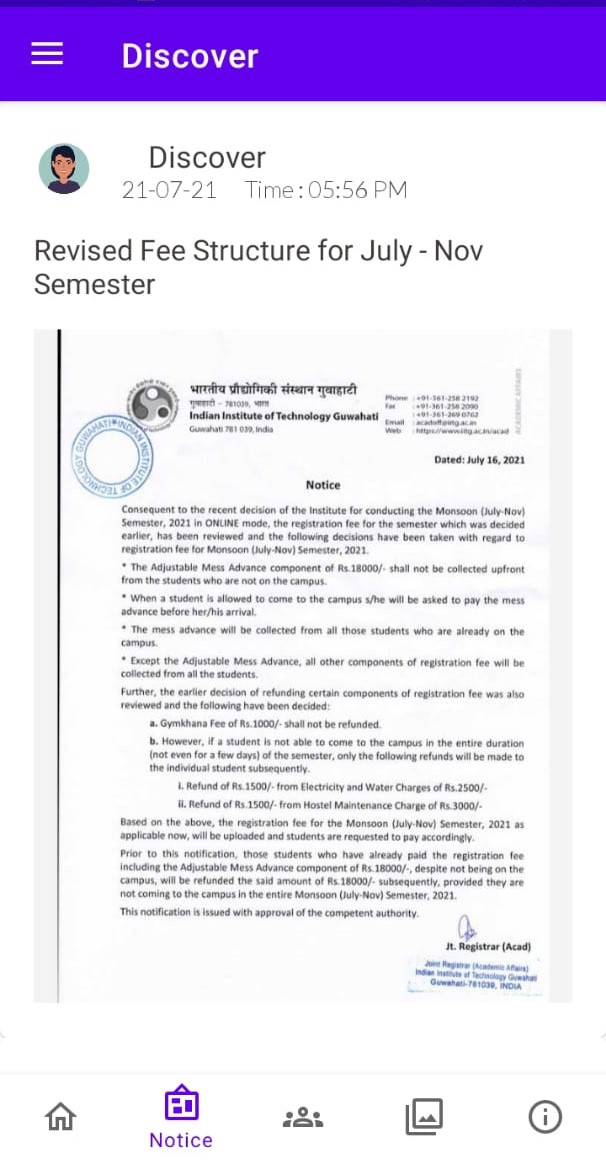 Discover
Discover
21-07-21 Time : 05:56 PM
Revised Fee Structure for July - Nov
Semester
भारतीय प्रौद्योगिकी संस्थान गुवाहाटी
गुवाहाटी - 781039, भारत
Indian Institute of Technology Guwahati
Guwahati 781 039, India
Phone : +91-361-258 2192
Fax : +91-361-258 2090
: +91-361-269 0762
Email : acadoff@iitg.ac.in
Web : https://www.iitg.ac.in/acad
ACADEMIC AFFAIRS
GUWAHATI * INDIAN INSTITUTE OF TECHNOLOGY
Dated: July 16, 2021
Notice
Consequent to the recent decision of the Institute for conducting the Monsoon (July-Nov)
Semester, 2021 in ONLINE mode, the registration fee for the semester which was decided
earlier, has been reviewed and the following decisions have been taken with regard to
registration fee for Monsoon (July-Nov) Semester, 2021.
* The Adjustable Mess Advance component of Rs.18000/- shall not be collected upfront
from the students who are not on the campus.
* When a student is allowed to come to the campus s/he will be asked to pay the mess
advance before her/his arrival.
* The mess advance will be collected from all those students who are already on the
campus.
* Except the Adjustable Mess Advance, all other components of registration fee will be
collected from all the students.
Further, the earlier decision of refunding certain components of registration fee was also
reviewed and the following have been decided:
a. Gymkhana Fee of Rs.1000/- shall not be refunded.
b. However, if a student is not able to come to the campus in the entire duration
(not even for a few days) of the semester, only the following refunds will be made to
the individual student subsequently.
i. Refund of Rs.1500/- from Electricity and Water Charges of Rs.2500/-
ii. Refund of Rs.1500/- from Hostel Maintenance Charge of Rs.3000/-
Based on the above, the registration fee for the Monsoon (July-Nov) Semester, 2021 as
applicable now, will be uploaded and students are requested to pay accordingly.
Prior to this notification, those students who have already paid the registration fee
including the Adjustable Mess Advance component of Rs.18000/-, despite not being on the
campus, will be refunded the said amount of Rs.18000/- subsequently, provided they are
not coming to the campus in the entire Monsoon (July-Nov) Semester, 2021.
This notification is issued with approval of the competent authority.
Jt. Registrar (Acad)
Joint Registrar (Academic Affairs)
Indian Institute of Technology Guwahati
Guwahati-781039, INDIA
Notice